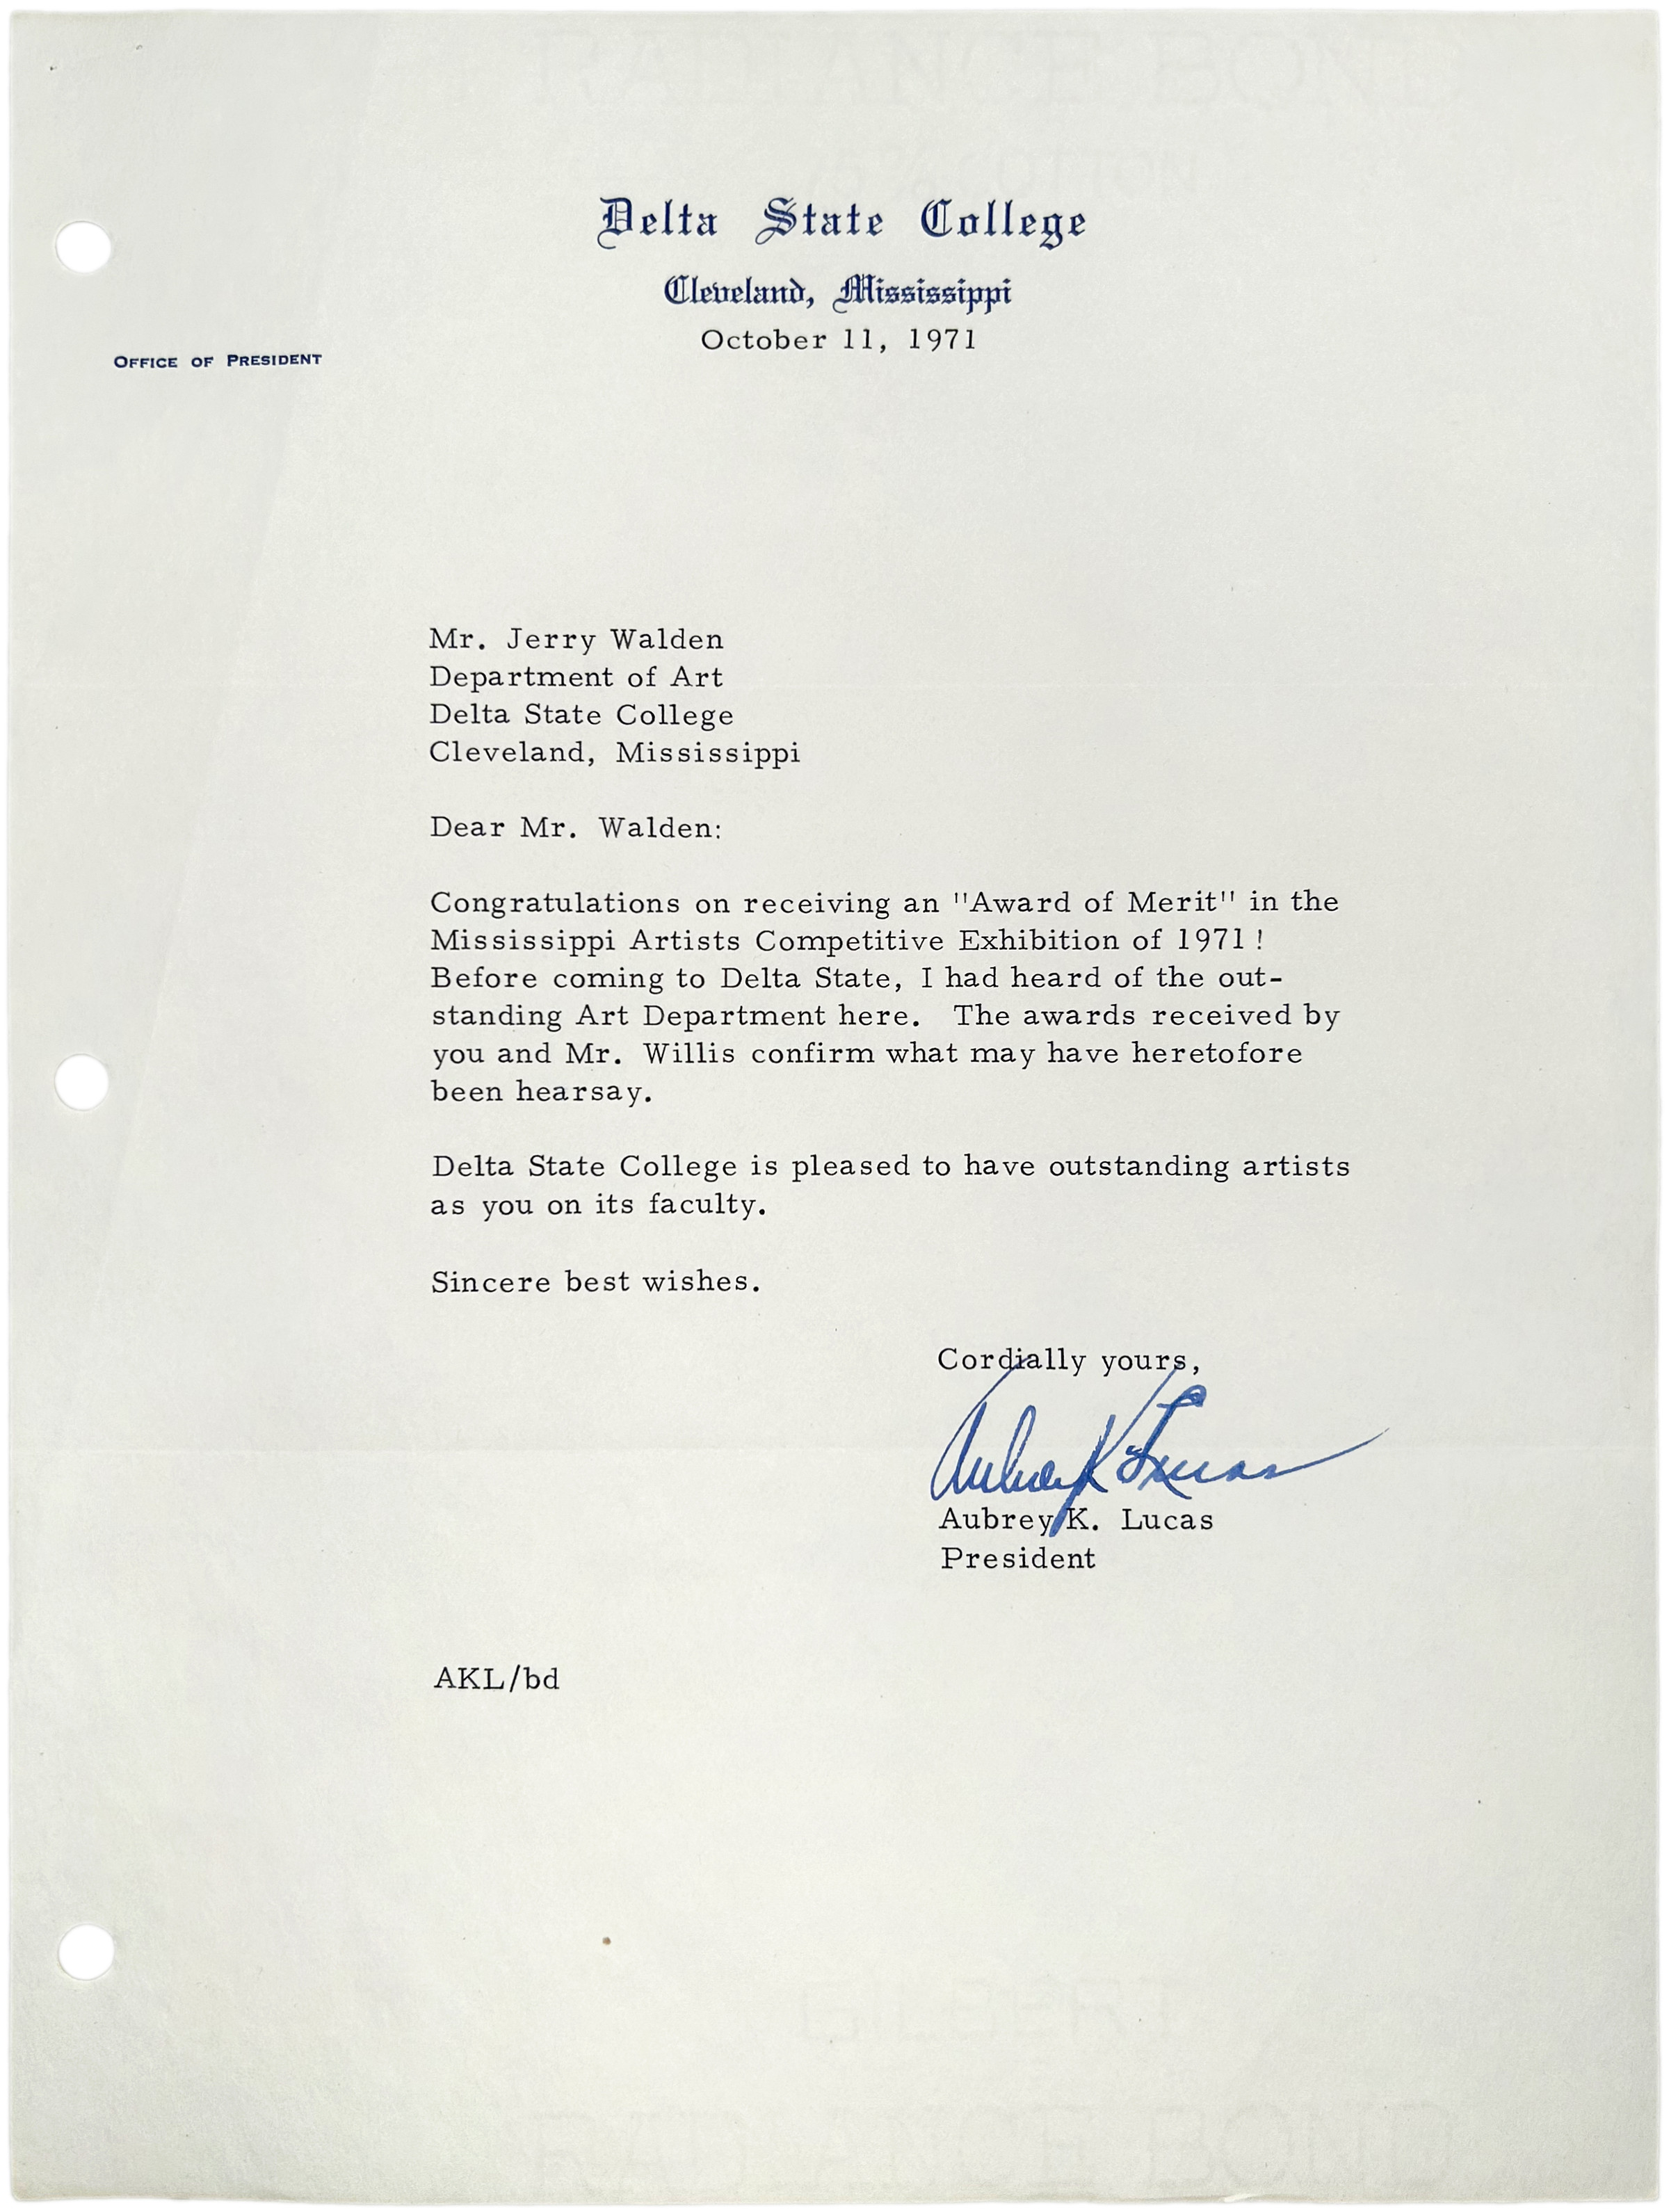 Delta State College
Cleveland, Mississippi
October 11, 1971
OFFICE OF PRESIDENT
Mr. Jerry Walden
Department of Art
Delta State College
Cleveland, Mississippi
Dear Mr. Walden:
Congratulations on receiving an "Award of Merit" in the
Mississippi Artists Competitive Exhibition of 1971!
Before coming to Delta State, I had heard of the out-
standing Art Department here. The awards received by
you and Mr. Willis confirm what may have heretofore
been hearsay.
Delta State College is pleased to have outstanding artists
as you on its faculty.
Sincere best wishes.
Cordially yours,
Aubrey K Lucas
Aubrey K. Lucas
President
AKL/bd